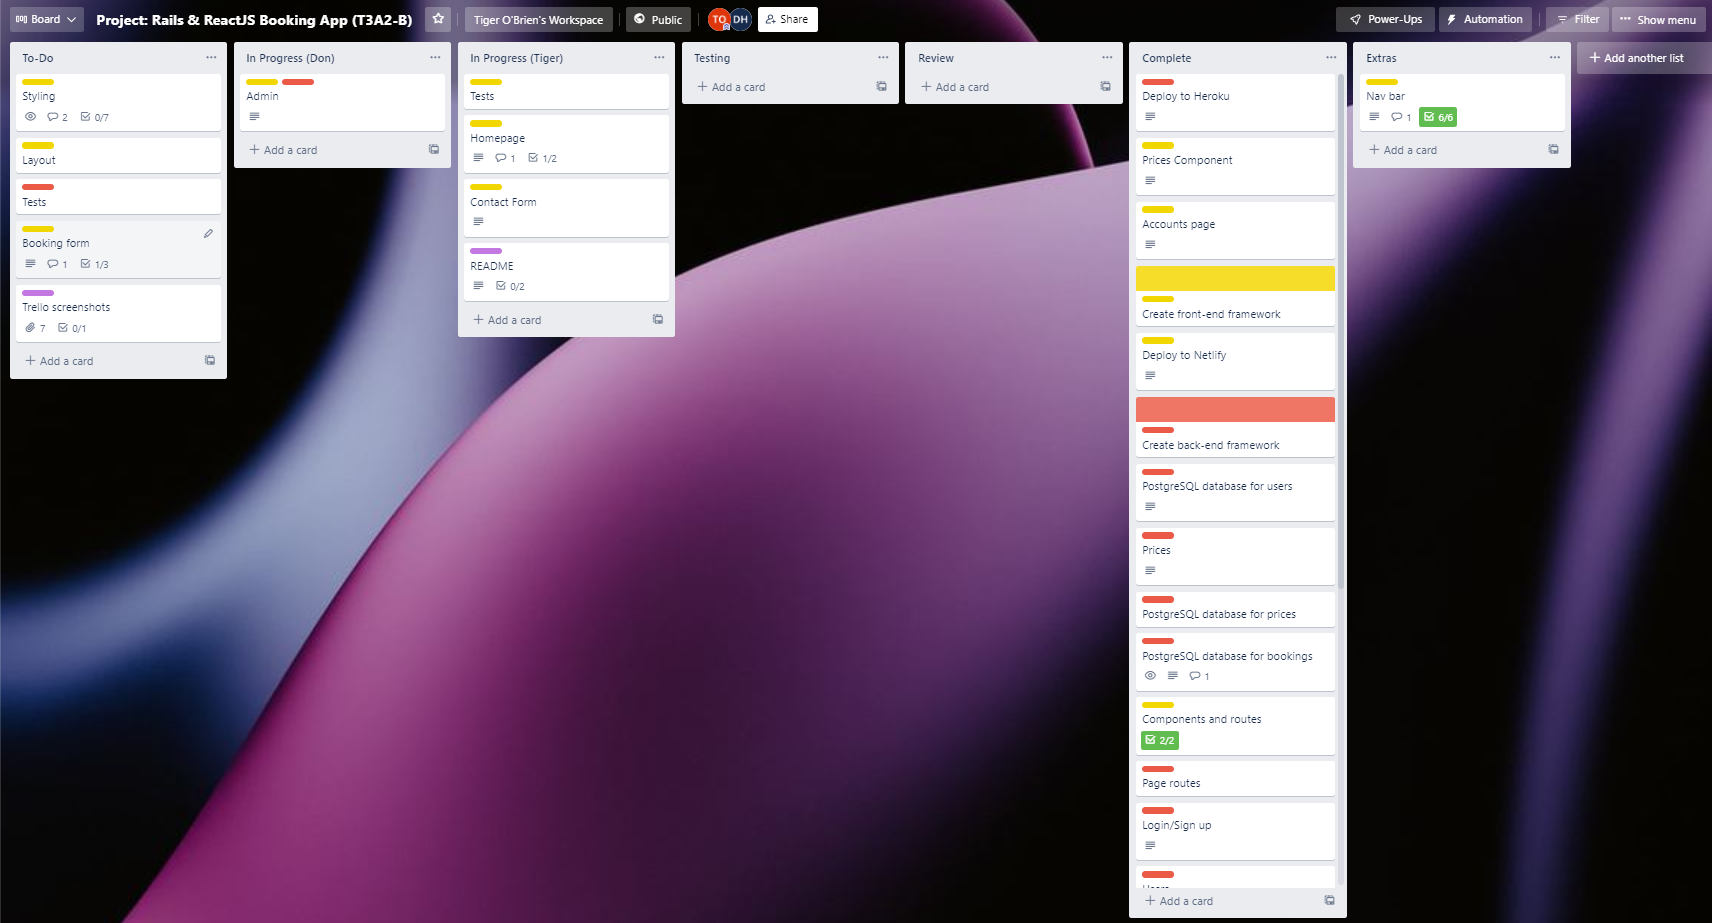 Board
Project: Rails & ReactJS Booking App (T3A2-B)
Tiger O'Brien's Workspace
Public
TO
DH
Share
Power-Ups
Automation
Filter
Show menu
To-Do
Styling
2 0/7
Layout
Tests
Booking form
1 1/3
Trello screenshots
7 0/1
Add a card
In Progress (Don)
Admin
Add a card
In Progress (Tiger)
Tests
Homepage
1 1/2
Contact Form
README
0/2
Add a card
Testing
Add a card
Review
Add a card
Complete
Deploy to Heroku
Prices Component
Accounts page
Create front-end framework
Deploy to Netlify
Create back-end framework
PostgreSQL database for users
Prices
PostgreSQL database for prices
PostgreSQL database for bookings
1
Components and routes
2/2
Page routes
Login/Sign up
Add a card
Extras
Nav bar
1 6/6
Add a card
Add another list